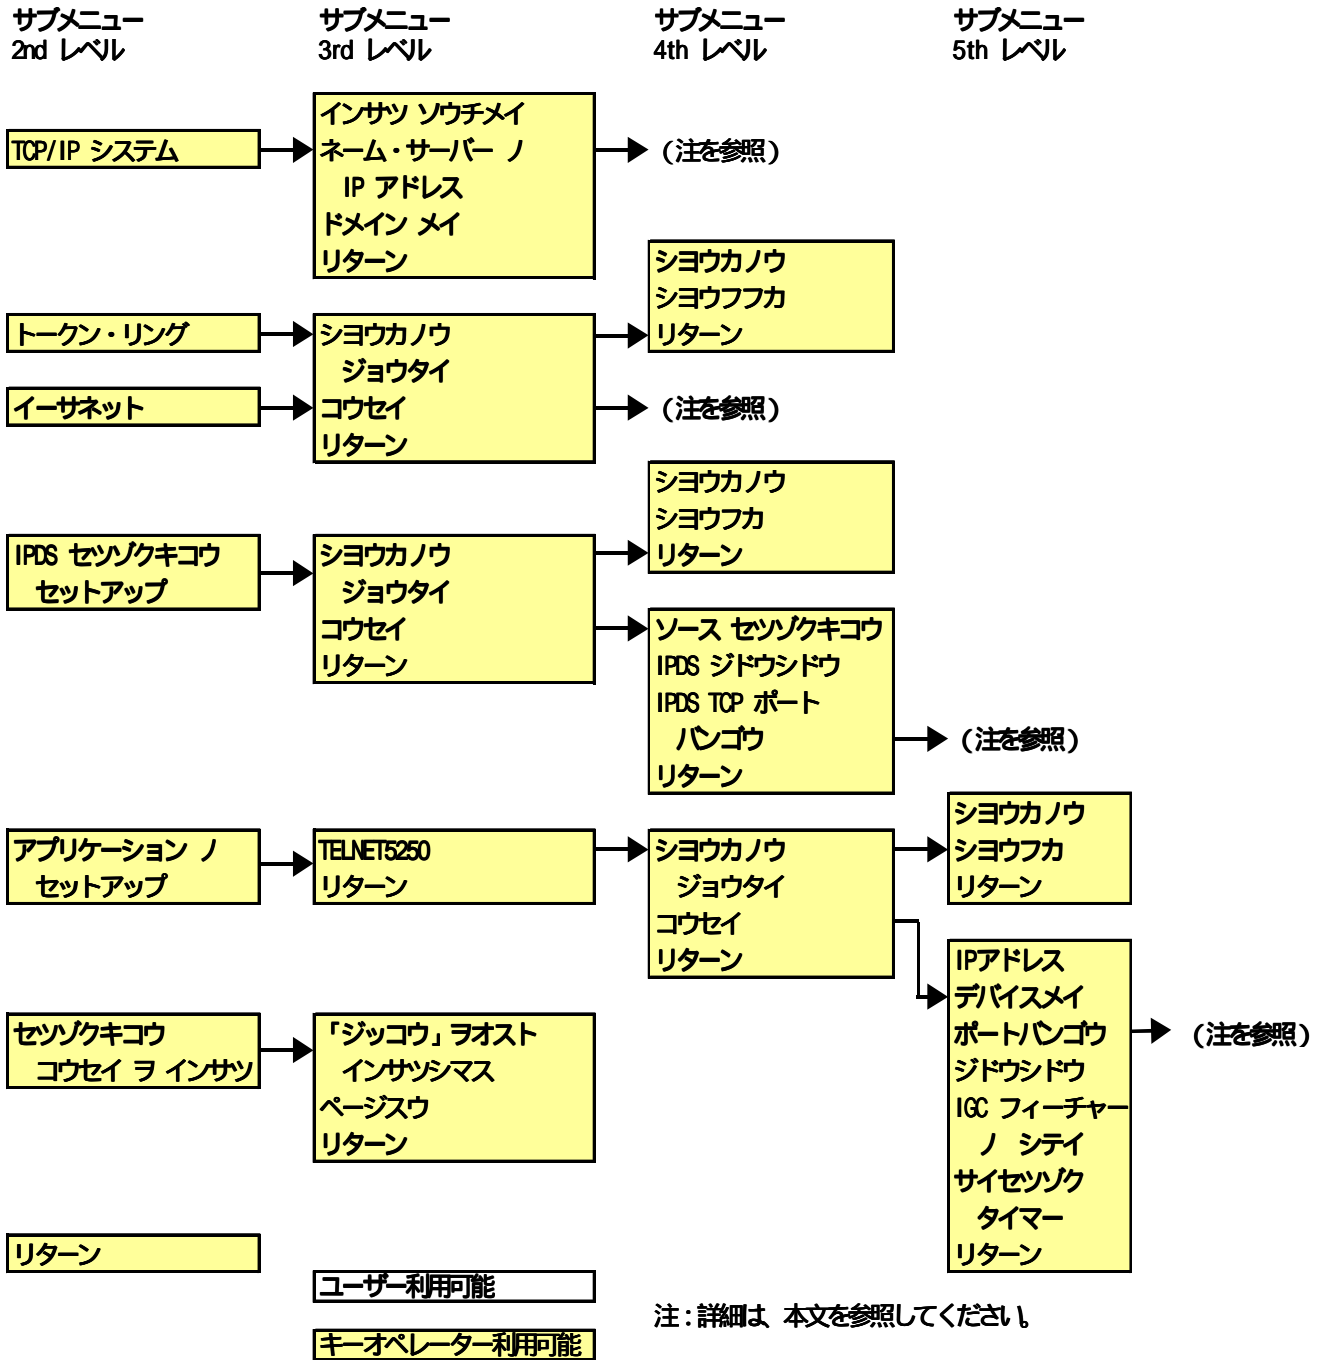 サブメニュー
2nd レベル
サブメニュー
3rd レベル
サブメニュー
4th レベル
サブメニュー
5th レベル
TCP/IP システム
インサツ ソウチメイ
ネーム・サーバー ノ
IP アドレス
ドメイン メイ
リターン
(注を参照)
トークン・リング
イーサネット
シヨウカノウ
ジョウタイ
コウセイ
リターン
シヨウカノウ
シヨウフフカ
リターン
(注を参照)
IPDS セツゾクキコウ
セットアップ
シヨウカノウ
ジョウタイ
コウセイ
リターン
シヨウカノウ
シヨウフカ
リターン
ソース セツゾクキコウ
IPDS ジドウシドウ
IPDS TCP ポート
バンゴウ
リターン
(注を参照)
アプリケーション ノ
セットアップ
TELNET5250
リターン
シヨウカノウ
ジョウタイ
コウセイ
リターン
シヨウカノウ
シヨウフカ
リターン
IPアドレス
デバイスメイ
ポートバンゴウ
ジドウシドウ
IGC フィーチャー
ノ シテイ
サイセツゾク
タイマー
リターン
(注を参照)
セツゾクキコウ
コウセイ ヲ インサツ
「ジッコウ」ヲオスト
インサツシマス
ページスウ
リターン
リターン
ユーザー利用可能
キーオペレーター利用可能
注:詳細は、本文を参照してください。